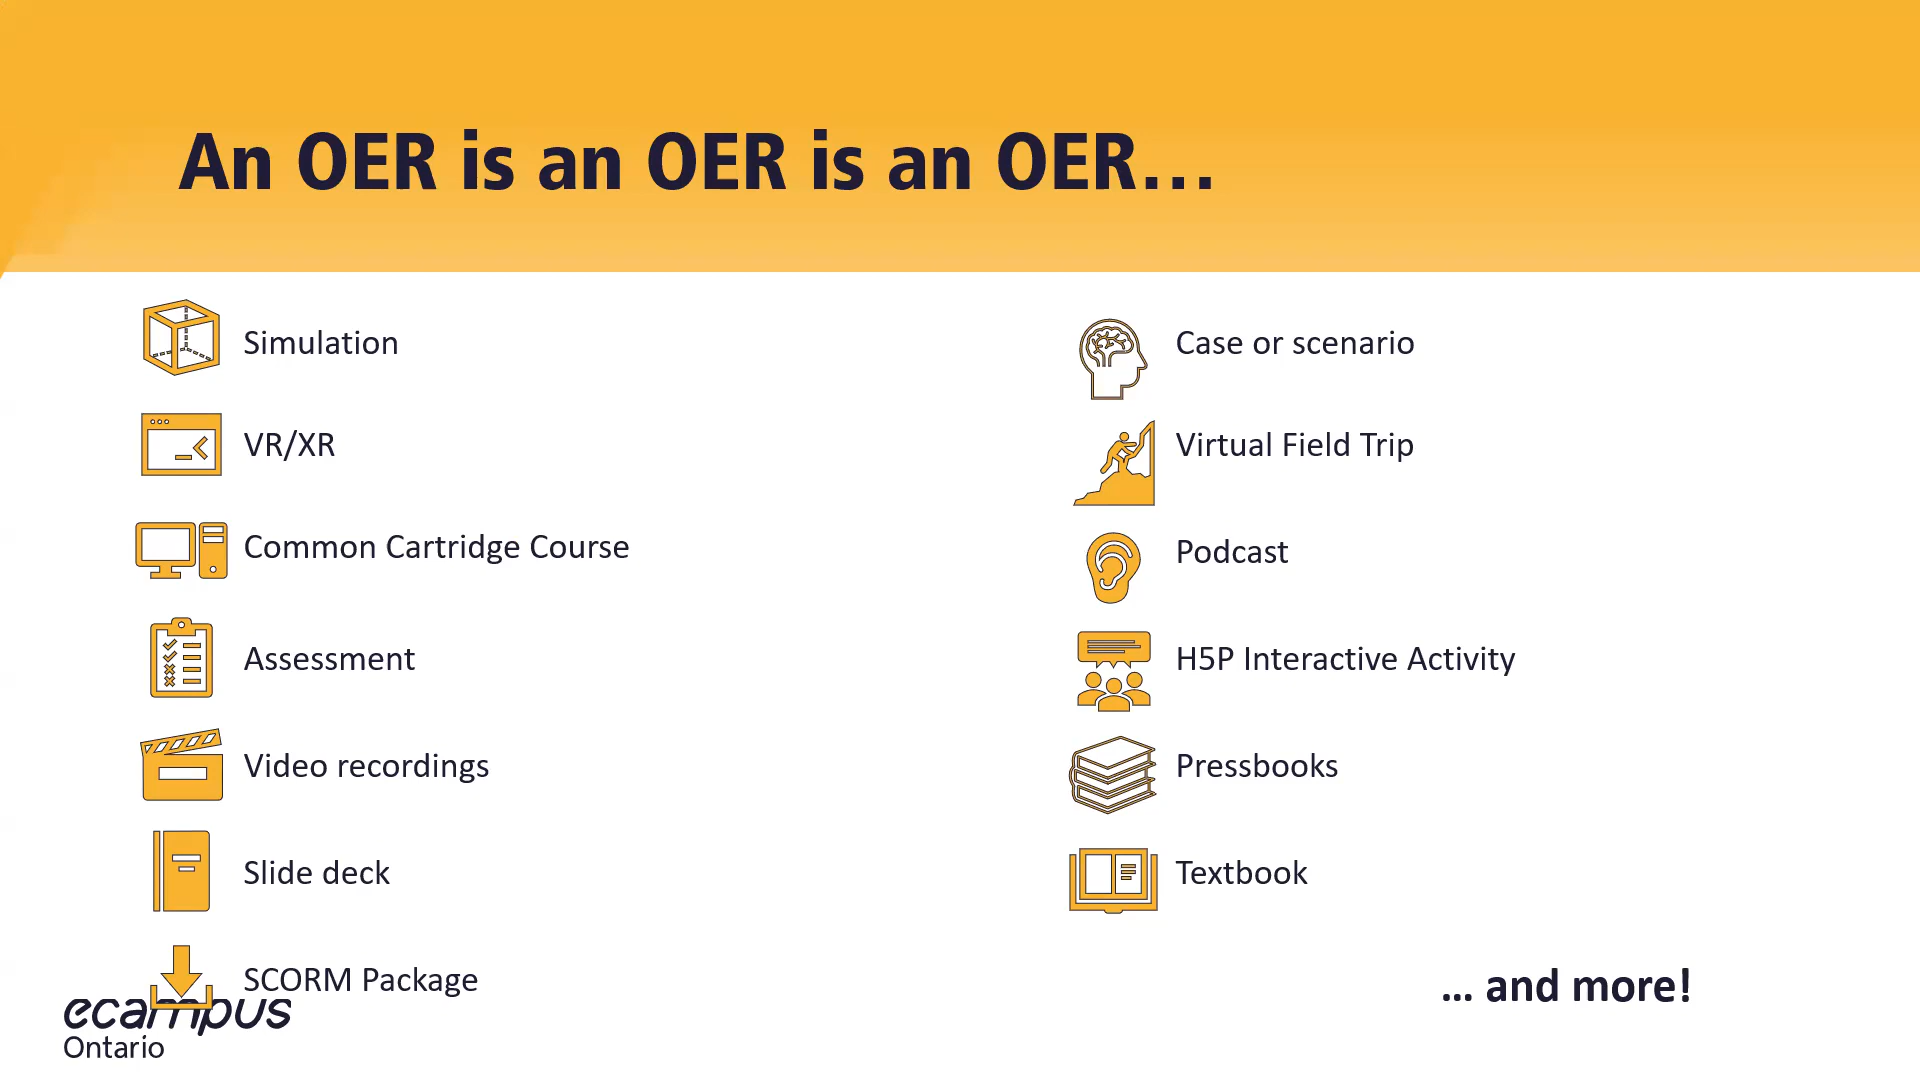 An OER is an OER is an OER...
Simulation
VR/XR
Common Cartridge Course
Assessment
Video recordings
Slide deck
SCORM Package
Case or scenario
Virtual Field Trip
Podcast
H5P Interactive Activity
Pressbooks
Textbook
... and more!
ecampus
Ontario